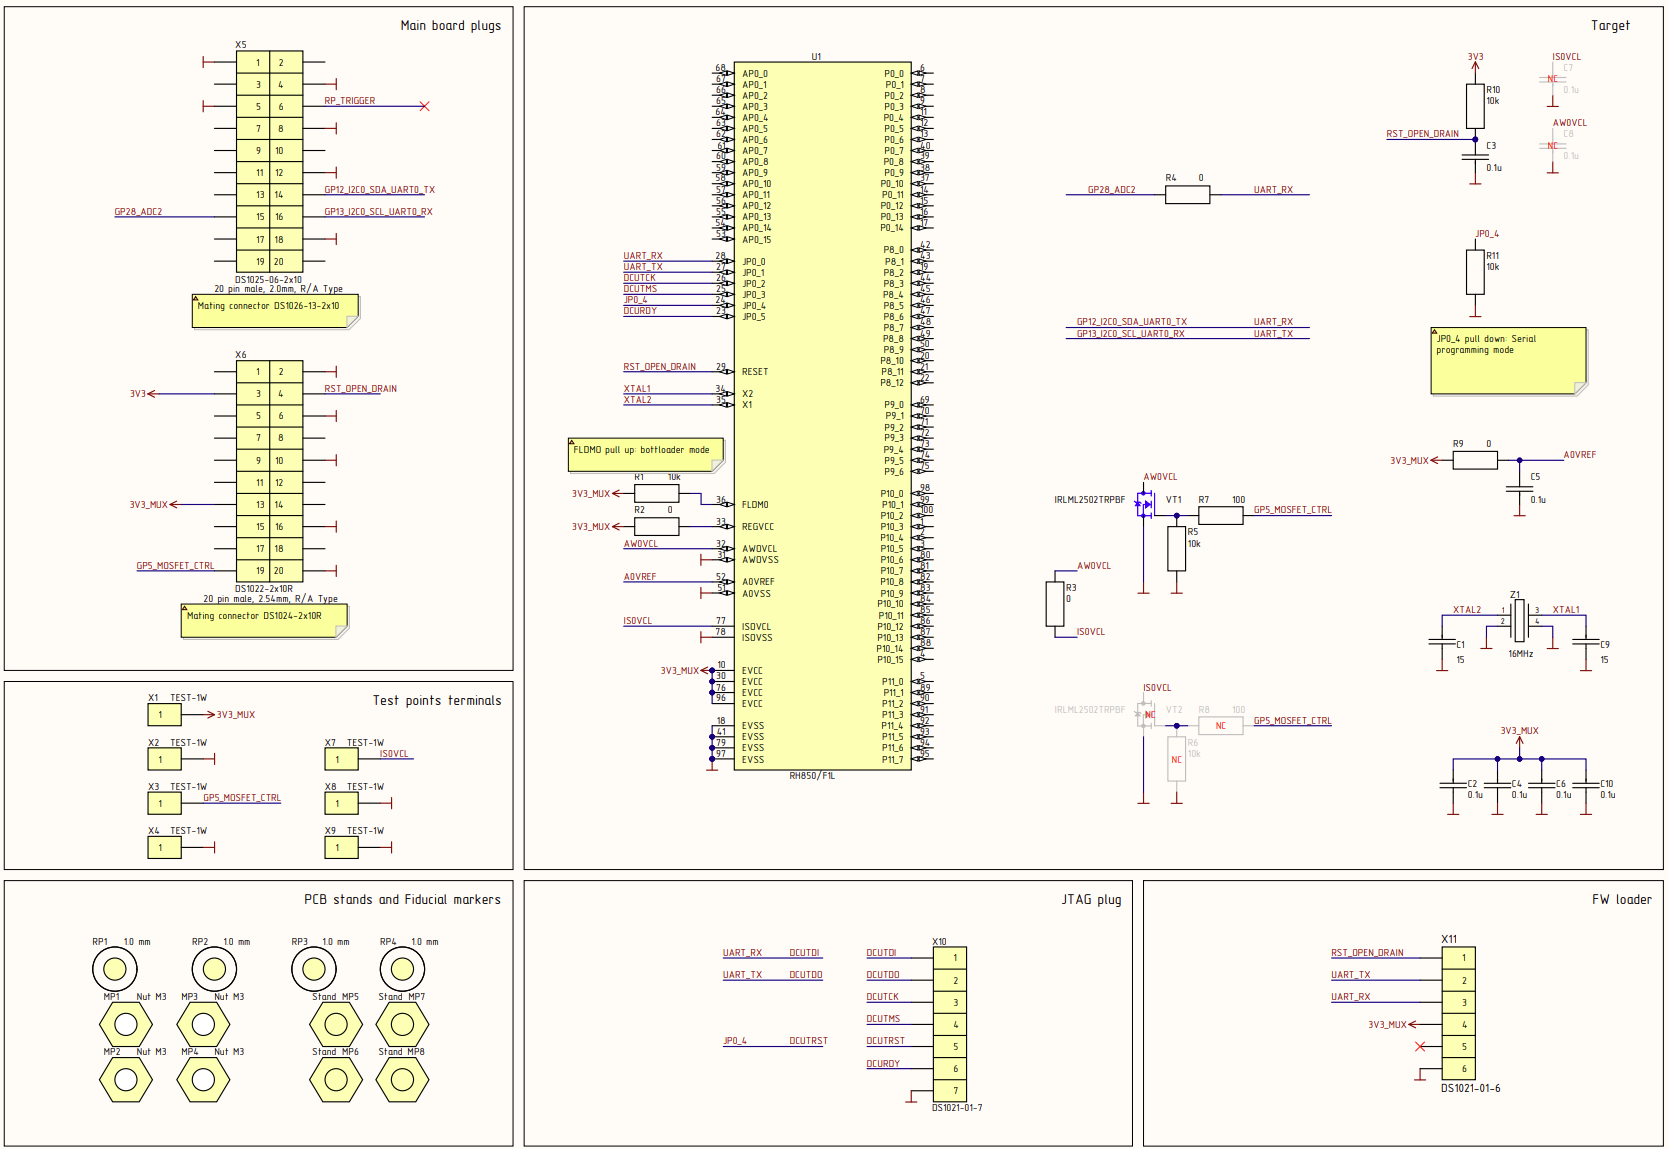 Main board plugs
X5
1 2
3 4
5 6 RP_TRIGGER
7 8
9 10
11 12
13 14 GP12_I2C0_SDA_UART0_TX
GP28_ADC2 15 16 GP13_I2C0_SCL_UART0_RX
17 18
19 20
DS1025-06-2x10
20 pin male, 2.0mm, R/A Type
Mating connector DS1026-13-2x10
X6
1 2
3V3 3 4 RST_OPEN_DRAIN
5 6
7 8
9 10
11 12
3V3_MUX 13 14
15 16
17 18
GP5_MOSFET_CTRL 19 20
DS1022-2x10R
20 pin male, 2.54mm, R/A Type
Mating connector DS1024-2x10R
Test points terminals
X1 TEST-1W
1 3V3_MUX
X2 TEST-1W
1
X3 TEST-1W
1 GP5_MOSFET_CTRL
X4 TEST-1W
1
X7 TEST-1W
1 ISOVCL
X8 TEST-1W
1
X9 TEST-1W
1
PCB stands and Fiducial markers
RP1 1.0 mm
RP2 1.0 mm
RP3 1.0 mm
RP4 1.0 mm
MP1 Nut M3
MP3 Nut M3
Stand MP5
Stand MP7
MP2 Nut M3
MP4 Nut M3
Stand MP6
Stand MP8
Target
U1
68 AP0_0
67 AP0_1
66 AP0_2
65 AP0_3
64 AP0_4
63 AP0_5
62 AP0_6
61 AP0_7
60 AP0_8
59 AP0_9
58 AP0_10
57 AP0_11
56 AP0_12
55 AP0_13
54 AP0_14
53 AP0_15
UART_RX 28 JP0_0
UART_TX 27 JP0_1
DCUTCK 26 JP0_2
DCUTMS 25 JP0_3
JP0_4 24 JP0_4
DCURDY 23 JP0_5
RST_OPEN_DRAIN 29 RESET
XTAL1 34 X2
XTAL2 35 X1
FLDM0 pull up: bottloader mode
R1 10k
3V3_MUX 36 FLDM0
R2 0
3V3_MUX 33 REGVCC
AWOVCL 32 AWOVCL
31 AWOVSS
A0VREF 52 A0VREF
51 A0VSS
ISOVCL 77 ISOVCL
78 ISOVSS
3V3_MUX 10 EVCC
30 EVCC
76 EVCC
96 EVCC
18 EVSS
41 EVSS
79 EVSS
97 EVSS
P0_0 6
P0_1 7
P0_2 8
P0_3 9
P0_4 11
P0_5 12
P0_6 13
P0_7 40
P0_8 39
P0_9 38
P0_10 37
P0_11 14
P0_12 15
P0_13 16
P0_14 17
P8_0 42
P8_1 43
P8_2 19
P8_3 44
P8_4 45
P8_5 46
P8_6 47
P8_7 48
P8_8 49
P8_9 50
P8_10 20
P8_11 21
P8_12 22
P9_0 69
P9_1 70
P9_2 71
P9_3 72
P9_4 73
P9_5 74
P9_6 75
P10_0 98
P10_1 99
P10_2 100
P10_3 1
P10_4 2
P10_5 3
P10_6 80
P10_7 81
P10_8 82
P10_9 83
P10_10 84
P10_11 85
P10_12 86
P10_13 87
P10_14 88
P10_15 4
P11_0 5
P11_1 89
P11_2 90
P11_3 91
P11_4 92
P11_5 93
P11_6 94
P11_7 95
RH850/F1L
R4 0
GP28_ADC2 UART_RX
GP12_I2C0_SDA_UART0_TX UART_RX
GP13_I2C0_SCL_UART0_RX UART_TX
AWOVCL
IRLML2502TRPBF VT1 R7 100
GP5_MOSFET_CTRL
R5
10k
AWOVCL
R3
0
ISOVCL
ISOVCL
IRLML2502TRPBF NC VT2 R8 100
NC GP5_MOSFET_CTRL
R6
10k
NC
3V3
R10
10k
RST_OPEN_DRAIN
C3
0.1u
ISOVCL
C7
NC
0.1u
AWOVCL
C8
NC
0.1u
JP0_4
R11
10k
JP0_4 pull down: Serial
programming mode
R9 0
3V3_MUX A0VREF
C5
0.1u
Z1
XTAL2 1 3 XTAL1
2 4
C1
15
16MHz
C9
15
3V3_MUX
C2
0.1u
C4
0.1u
C6
0.1u
C10
0.1u
JTAG plug
X10
UART_RX DCUTDI DCUTDI 1
UART_TX DCUTDO DCUTDO 2
DCUTCK 3
DCUTMS 4
JP0_4 DCUTRST DCUTRST 5
DCURDY 6
7
DS1021-01-7
FW loader
X11
RST_OPEN_DRAIN 1
UART_TX 2
UART_RX 3
3V3_MUX 4
5
6
DS1021-01-6